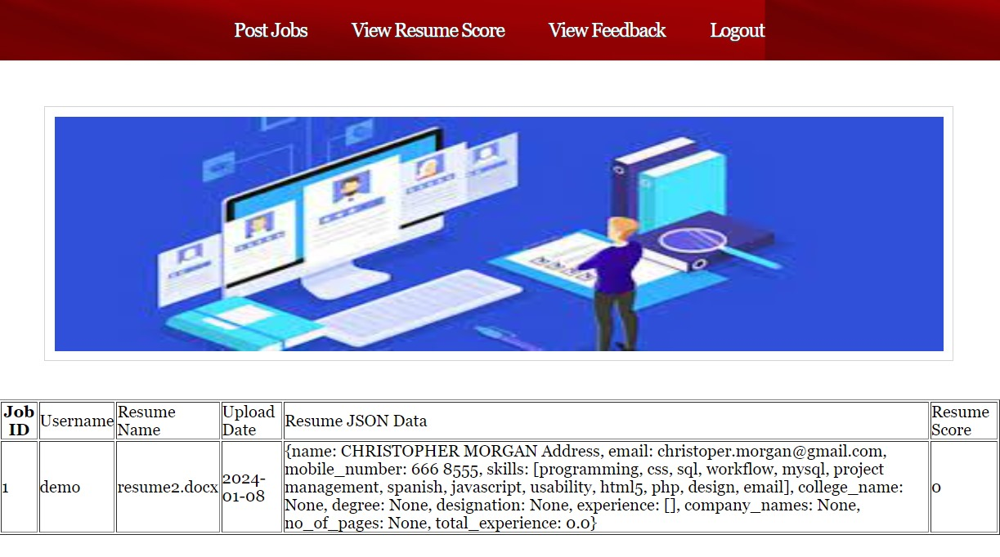 Post Jobs View Resume Score View Feedback Logout
Job ID Username Resume Name Upload Date Resume JSON Data Resume Score
1 demo resume2.docx 2024-01-08 {name: CHRISTOPHER MORGAN Address, email: christoper.morgan@gmail.com,
mobile_number: 666 8555, skills: [programming, css, sql, workflow, mysql, project
management, spanish, javascript, usability, html5, php, design, email], college_name:
None, degree: None, designation: None, experience: [], company_names: None,
no_of_pages: None, total_experience: 0.0} 0